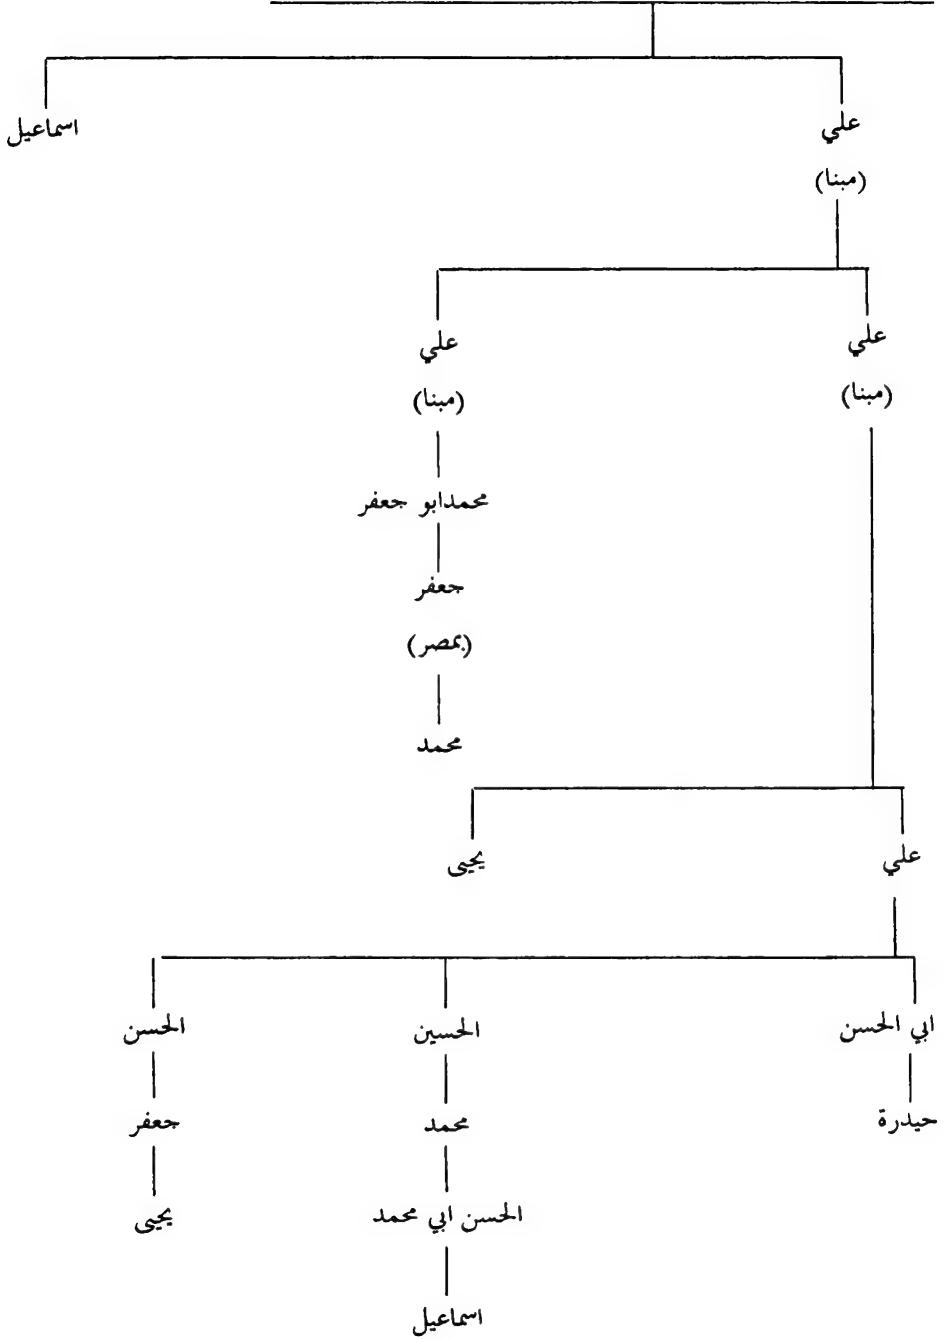 علي اسماعيل
(مبنا)
علي علي
(مبنا) (مبنا)
محمدابو جعفر
جعفر
(بمصر)
محمد
علي يحيى
ابي الحسن الحسين الحسن
حيدرة محمد جعفر
الحسن ابي محمد يحيى
اسماعيل